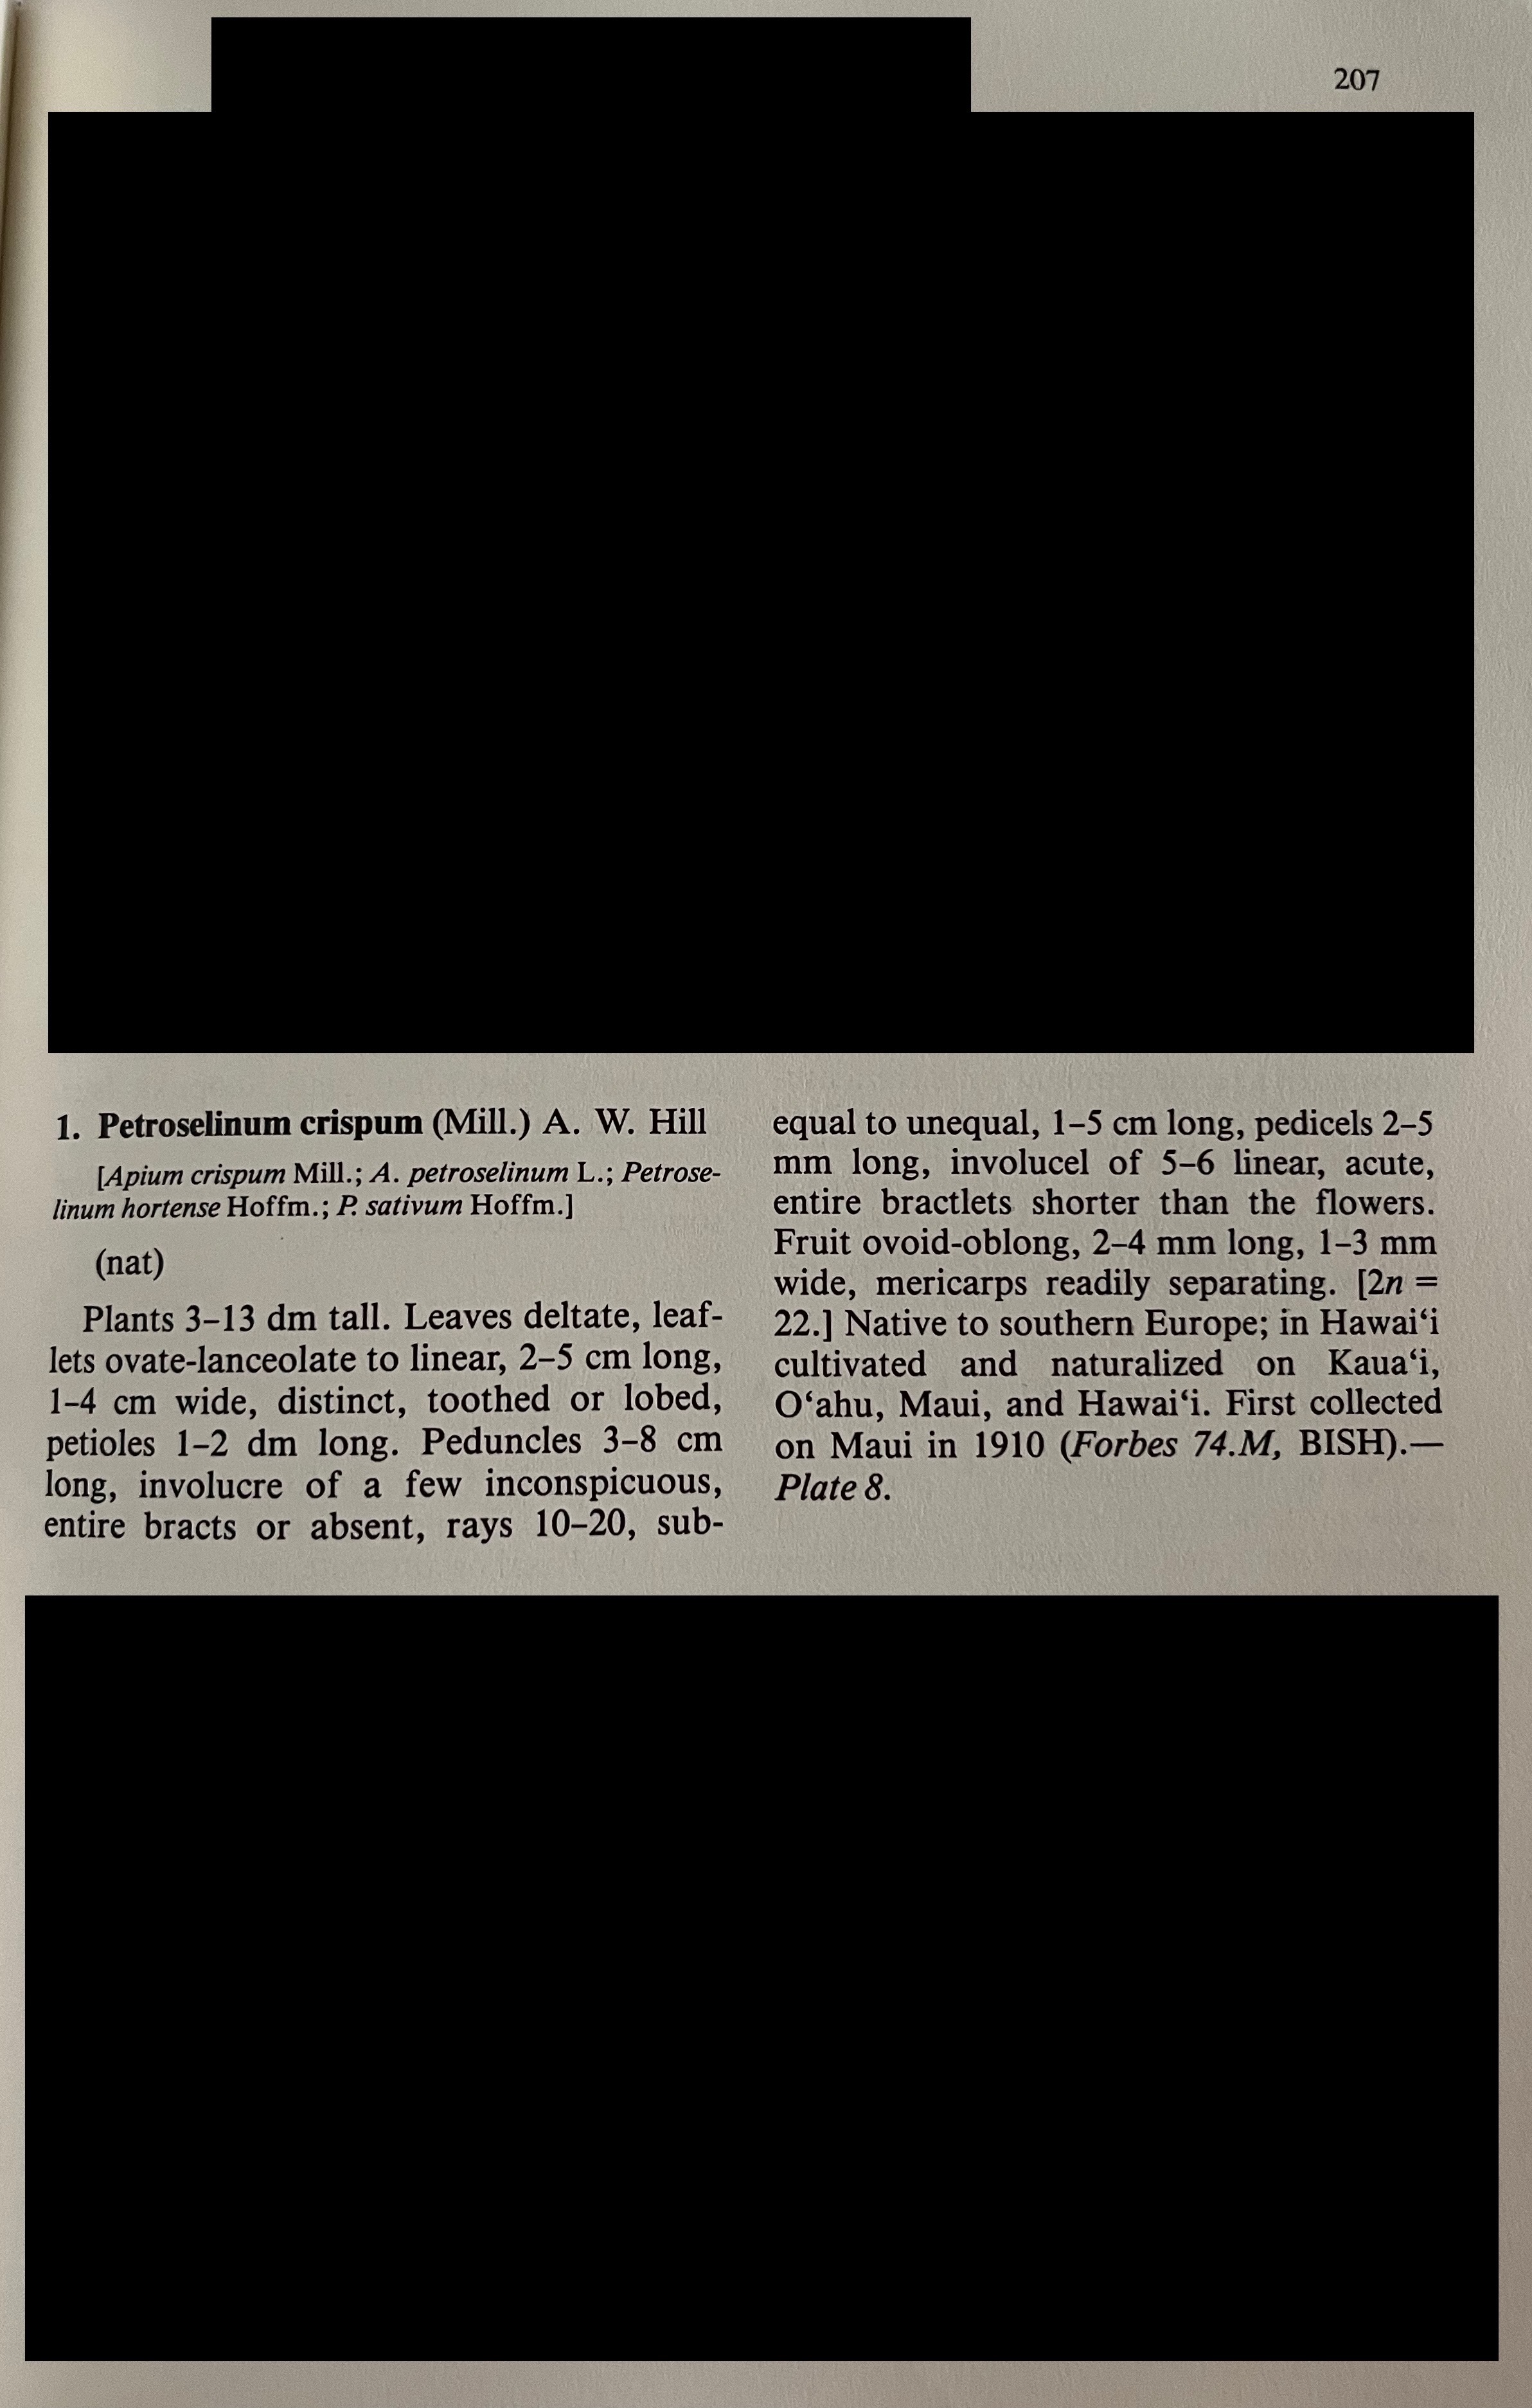 207
1. Petroselinum crispum (Mill.) A. W. Hill
[Apium crispum Mill.; A. petroselinum L.; Petrose-
linum hortense Hoffm.; P. sativum Hoffm.]
(nat)
Plants 3–13 dm tall. Leaves deltate, leaf-
lets ovate-lanceolate to linear, 2–5 cm long,
1–4 cm wide, distinct, toothed or lobed,
petioles 1–2 dm long. Peduncles 3–8 cm
long, involucre of a few inconspicuous,
entire bracts or absent, rays 10–20, sub-
equal to unequal, 1–5 cm long, pedicels 2–5
mm long, involucel of 5–6 linear, acute,
entire bractlets shorter than the flowers.
Fruit ovoid-oblong, 2–4 mm long, 1–3 mm
wide, mericarps readily separating. [2n =
22.] Native to southern Europe; in Hawai‘i
cultivated and naturalized on Kaua‘i,
O‘ahu, Maui, and Hawai‘i. First collected
on Maui in 1910 (Forbes 74.M, BISH).—
Plate 8.